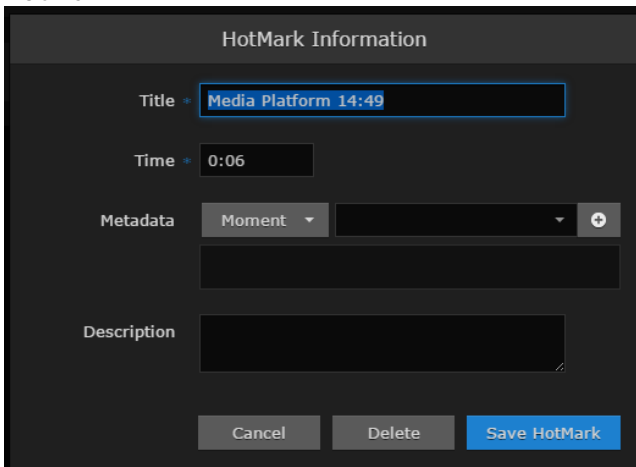 HotMark Information
Title * Media Platform 14:49
Time * 0:06
Metadata Moment
Description
Cancel Delete Save HotMark